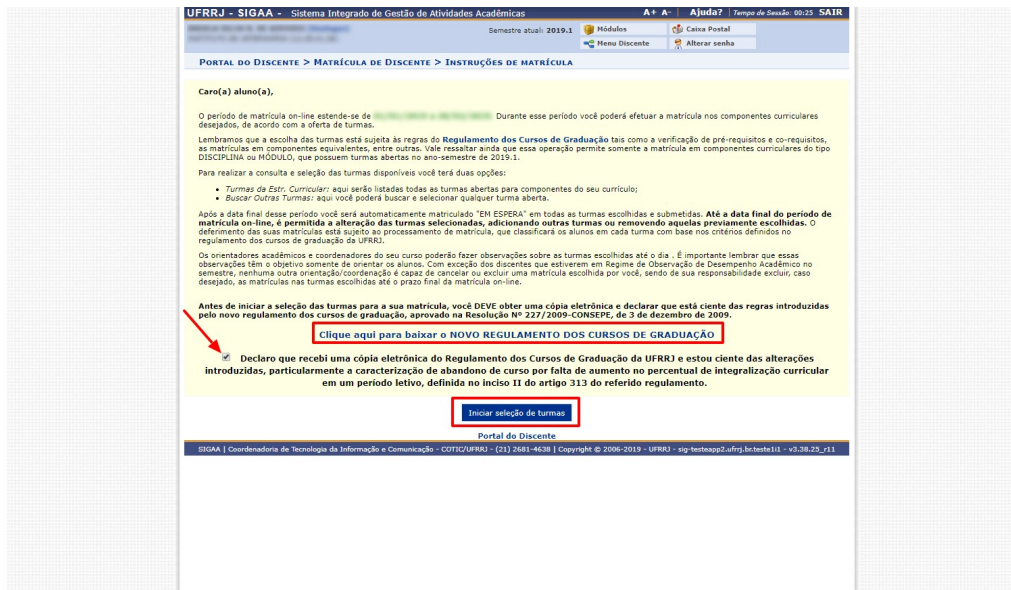 UFRRJ - SIGAA - Sistema Integrado de Gestão de Atividades Acadêmicas A+ A- Ajuda? Tempo de Sessão: 00:25 SAIR
Semestre atual: 2019.1 Módulos Caixa Postal
Menu Discente Alterar senha
PORTAL DO DISCENTE > MATRÍCULA DE DISCENTE > INSTRUÇÕES DE MATRÍCULA
Caro(a) aluno(a),
O período de matrícula on-line estende-se de Durante esse período você poderá efetuar a matrícula nos componentes curriculares
desejados, de acordo com a oferta de turmas.
Lembramos que a escolha das turmas está sujeita às regras do Regulamento dos Cursos de Graduação tais como a verificação de pré-requisitos e co-requisitos,
as matrículas em componentes equivalentes, entre outras. Vale ressaltar ainda que essa operação permite somente a matrícula em componentes curriculares do tipo
DISCIPLINA ou MÓDULO, que possuem turmas abertas no ano-semestre de 2019.1.
Para realizar a consulta e seleção das turmas disponíveis você terá duas opções:
• Turmas da Estr. Curricular: aqui serão listadas todas as turmas abertas para componentes do seu currículo;
• Buscar Outras Turmas: aqui você poderá buscar e selecionar qualquer turma aberta.
Após a data final desse período você será automaticamente matriculado "EM ESPERA" em todas as turmas escolhidas e submetidas. Até a data final do período de
matrícula on-line, é permitida a alteração das turmas selecionadas, adicionando outras turmas ou removendo aquelas previamente escolhidas. O
deferimento das suas matrículas está sujeito ao processamento de matrícula, que classificará os alunos em cada turma com base nos critérios definidos no
regulamento dos cursos de graduação da UFRRJ.
Os orientadores acadêmicos e coordenadores do seu curso poderão fazer observações sobre as turmas escolhidas até o dia . É importante lembrar que essas
observações têm o objetivo somente de orientar os alunos. Com exceção dos discentes que estiverem em Regime de Observação de Desempenho Acadêmico no
semestre, nenhuma outra orientação/coordenação é capaz de cancelar ou excluir uma matrícula escolhida por você, sendo de sua responsabilidade excluir, caso
desejado, as matrículas nas turmas escolhidas até o prazo final da matrícula on-line.
Antes de iniciar a seleção das turmas para a sua matrícula, você DEVE obter uma cópia eletrônica e declarar que está ciente das regras introduzidas
pelo novo regulamento dos cursos de graduação, aprovado na Resolução Nº 227/2009-CONSEPE, de 3 de dezembro de 2009.
Clique aqui para baixar o NOVO REGULAMENTO DOS CURSOS DE GRADUAÇÃO
Declaro que recebi uma cópia eletrônica do Regulamento dos Cursos de Graduação da UFRRJ e estou ciente das alterações
introduzidas, particularmente a caracterização de abandono de curso por falta de aumento no percentual de integralização curricular
em um período letivo, definida no inciso II do artigo 313 do referido regulamento.
Iniciar seleção de turmas
Portal do Discente
SIGAA | Coordenadoria de Tecnologia da Informação e Comunicação - COTIC/UFRRJ - (21) 2681-4638 | Copyright © 2006-2019 - UFRRJ - sig-testeapp2.ufrrj.br.teste1i1 - v3.38.25_r11